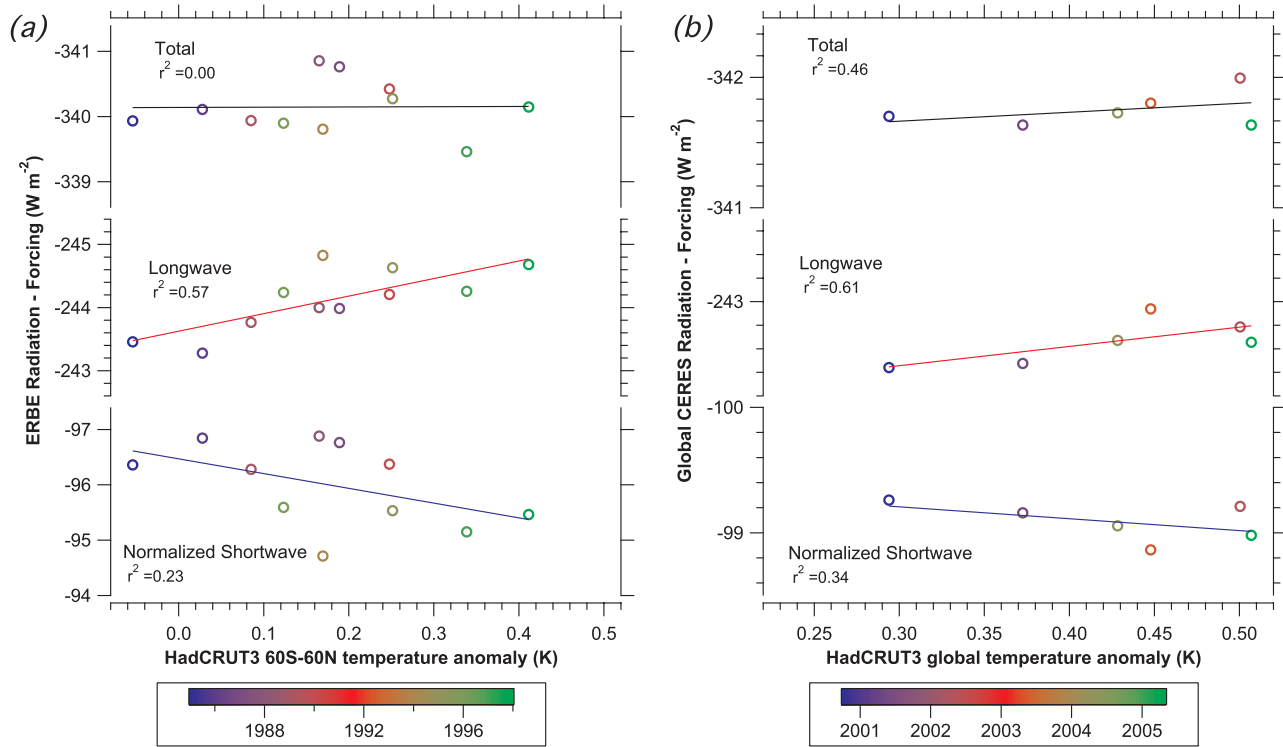 (a)
ERBE Radiation - Forcing (W m-2)
Total
r2 =0.00
-341
-340
-339
Longwave
r2 =0.57
-245
-244
-243
Normalized Shortwave
r2 =0.23
-97
-96
-95
-94
0.0 0.1 0.2 0.3 0.4 0.5
HadCRUT3 60S-60N temperature anomaly (K)
1988 1992 1996
(b)
Global CERES Radiation - Forcing (W m-2)
Total
r2 =0.46
-342
-341
Longwave
r2 =0.61
-243
-100
-99
Normalized Shortwave
r2 =0.34
0.25 0.30 0.35 0.40 0.45 0.50
HadCRUT3 global temperature anomaly (K)
2001 2002 2003 2004 2005